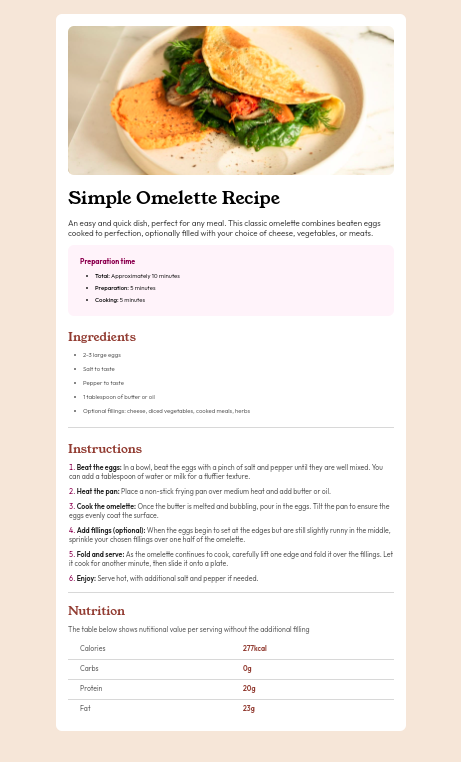 Simple Omelette Recipe
An easy and quick dish, perfect for any meal. This classic omelette combines beaten eggs
cooked to perfection, optionally filled with your choice of cheese, vegetables, or meats.
Preparation time
• Total: Approximately 10 minutes
• Preparation: 5 minutes
• Cooking: 5 minutes
Ingredients
• 2-3 large eggs
• Salt to taste
• Pepper to taste
• 1 tablespoon of butter or oil
• Optional fillings: cheese, diced vegetables, cooked meals, herbs
Instructions
1. Beat the eggs: In a bowl, beat the eggs with a pinch of salt and pepper until they are well mixed. You
can add a tablespoon of water or milk for a fluffier texture.
2. Heat the pan: Place a non-stick frying pan over medium heat and add butter or oil.
3. Cook the omelette: Once the butter is melted and bubbling, pour in the eggs. Tilt the pan to ensure the
eggs evenly coat the surface.
4. Add fillings (optional): When the eggs begin to set at the edges but are still slightly runny in the middle,
sprinkle your chosen fillings over one half of the omelette.
5. Fold and serve: As the omelette continues to cook, carefully lift one edge and fold it over the fillings. Let
it cook for another minute, then slide it onto a plate.
6. Enjoy: Serve hot, with additional salt and pepper if needed.
Nutrition
The table below shows nutitional value per serving without the additional filling
Calories 277kcal
Carbs 0g
Protein 20g
Fat 23g